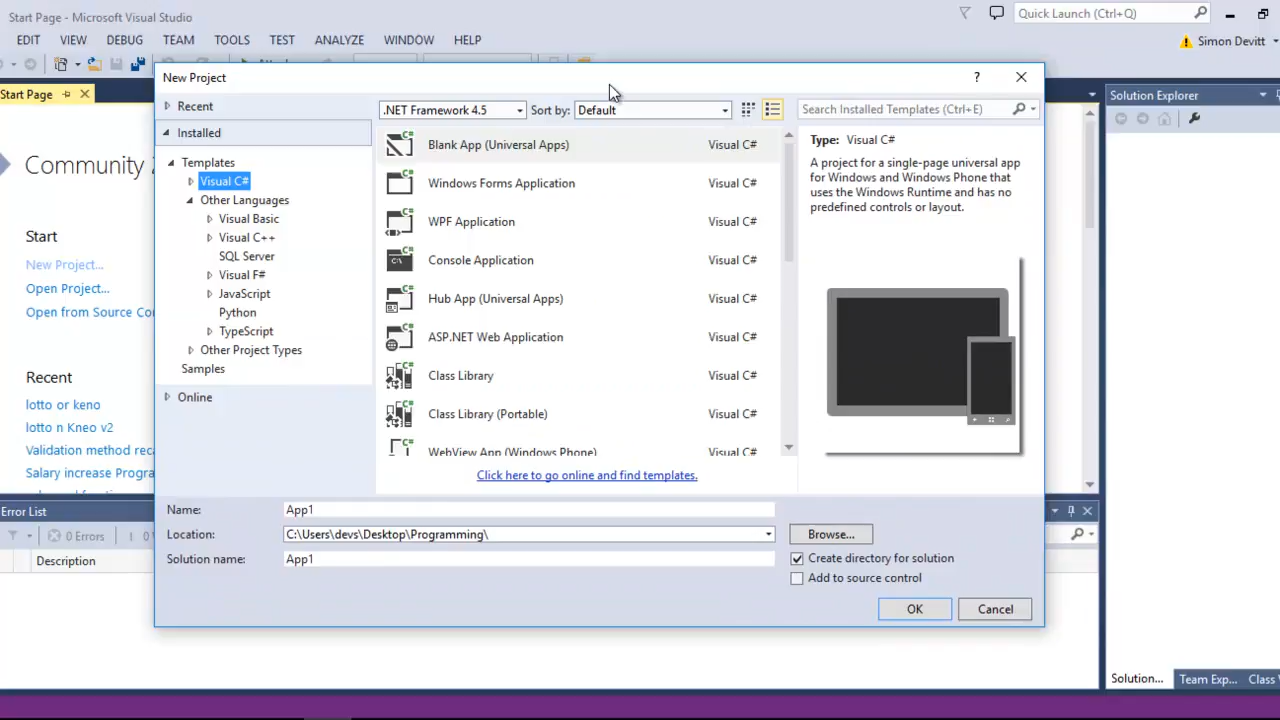 Start Page - Microsoft Visual Studio
Quick Launch (Ctrl+Q)
EDIT VIEW DEBUG TEAM TOOLS TEST ANALYZE WINDOW HELP
Simon Devitt
Start Page
New Project
?
Solution Explorer
Recent
.NET Framework 4.5
Sort by: Default
Search Installed Templates (Ctrl+E)
Installed
Templates
Visual C#
Other Languages
Visual Basic
Visual C++
SQL Server
Visual F#
JavaScript
Python
TypeScript
Other Project Types
Samples
Online
Blank App (Universal Apps) Visual C#
Windows Forms Application Visual C#
WPF Application Visual C#
Console Application Visual C#
Hub App (Universal Apps) Visual C#
ASP.NET Web Application Visual C#
Class Library Visual C#
Class Library (Portable) Visual C#
WebView App (Windows Phone) Visual C#
Click here to go online and find templates.
Type: Visual C#
A project for a single-page universal app
for Windows and Windows Phone that
uses the Windows Runtime and has no
predefined controls or layout.
Community 2
Start
New Project...
Open Project...
Open from Source Co
Recent
lotto or keno
lotto n Kneo v2
Validation method reca
Salary increase Program
Name: App1
Location: C:\Users\devs\Desktop\Programming\
Browse...
Solution name: App1
Create directory for solution
Add to source control
OK
Cancel
Error List
0 Errors
Description
Solution... Team Exp... Class